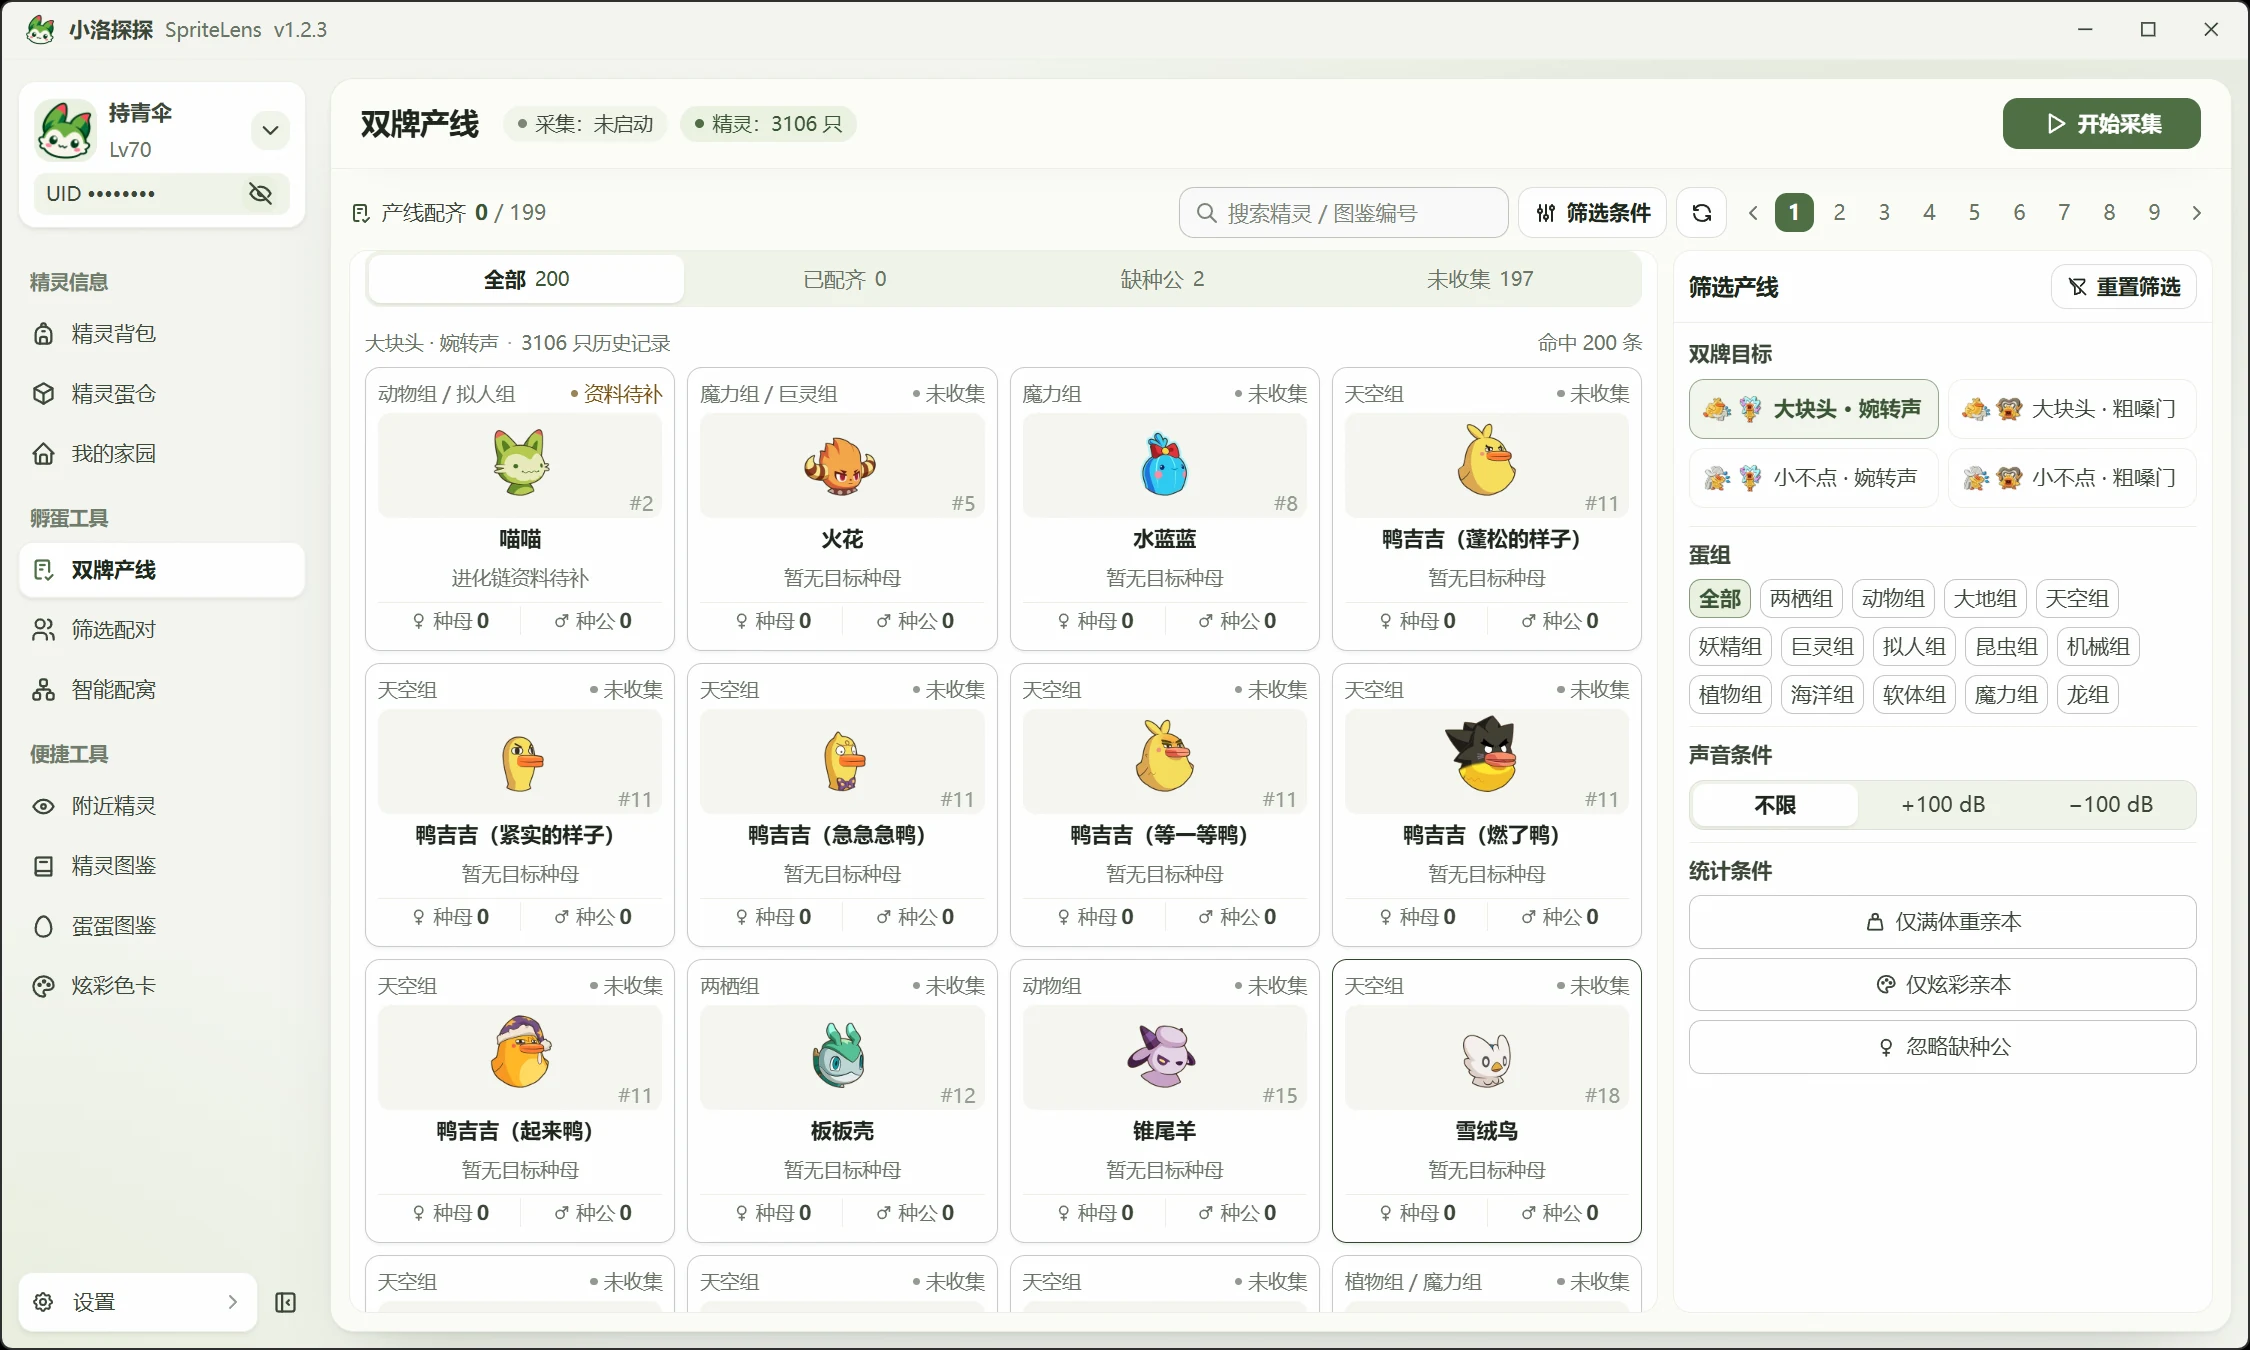 小洛探探 SpriteLens v1.2.3
持青伞
Lv70
UID ••••••••
精灵信息
精灵背包
精灵蛋仓
我的家园
孵蛋工具
双牌产线
筛选配对
智能配窝
便捷工具
附近精灵
精灵图鉴
蛋蛋图鉴
炫彩色卡
设置
双牌产线
采集：未启动
精灵：3106 只
开始采集
产线配齐 0 / 199
搜索精灵 / 图鉴编号
筛选条件
1 2 3 4 5 6 7 8 9
全部 200
已配齐 0
缺种公 2
未收集 197
大块头 · 婉转声 · 3106 只历史记录
命中 200 条
动物组 / 拟人组 • 资料待补
#2
喵喵
进化链资料待补
♀ 种母 0 ♂ 种公 0
魔力组 / 巨灵组 • 未收集
#5
火花
暂无目标种母
♀ 种母 0 ♂ 种公 0
魔力组 • 未收集
#8
水蓝蓝
暂无目标种母
♀ 种母 0 ♂ 种公 0
天空组 • 未收集
#11
鸭吉吉（蓬松的样子）
暂无目标种母
♀ 种母 0 ♂ 种公 0
天空组 • 未收集
#11
鸭吉吉（紧实的样子）
暂无目标种母
♀ 种母 0 ♂ 种公 0
天空组 • 未收集
#11
鸭吉吉（急急急鸭）
暂无目标种母
♀ 种母 0 ♂ 种公 0
天空组 • 未收集
#11
鸭吉吉（等一等鸭）
暂无目标种母
♀ 种母 0 ♂ 种公 0
天空组 • 未收集
#11
鸭吉吉（燃了鸭）
暂无目标种母
♀ 种母 0 ♂ 种公 0
天空组 • 未收集
#11
鸭吉吉（起来鸭）
暂无目标种母
♀ 种母 0 ♂ 种公 0
两栖组 • 未收集
#12
板板壳
暂无目标种母
♀ 种母 0 ♂ 种公 0
动物组 • 未收集
#15
锥尾羊
暂无目标种母
♀ 种母 0 ♂ 种公 0
天空组 • 未收集
#18
雪绒鸟
暂无目标种母
♀ 种母 0 ♂ 种公 0
天空组 • 未收集
天空组 • 未收集
天空组 • 未收集
植物组 / 魔力组 • 未收集
筛选产线
重置筛选
双牌目标
大块头 · 婉转声
大块头 · 粗嗓门
小不点 · 婉转声
小不点 · 粗嗓门
蛋组
全部 两栖组 动物组 大地组 天空组
妖精组 巨灵组 拟人组 昆虫组 机械组
植物组 海洋组 软体组 魔力组 龙组
声音条件
不限 +100 dB −100 dB
统计条件
仅满体重亲本
仅炫彩亲本
♀ 忽略缺种公